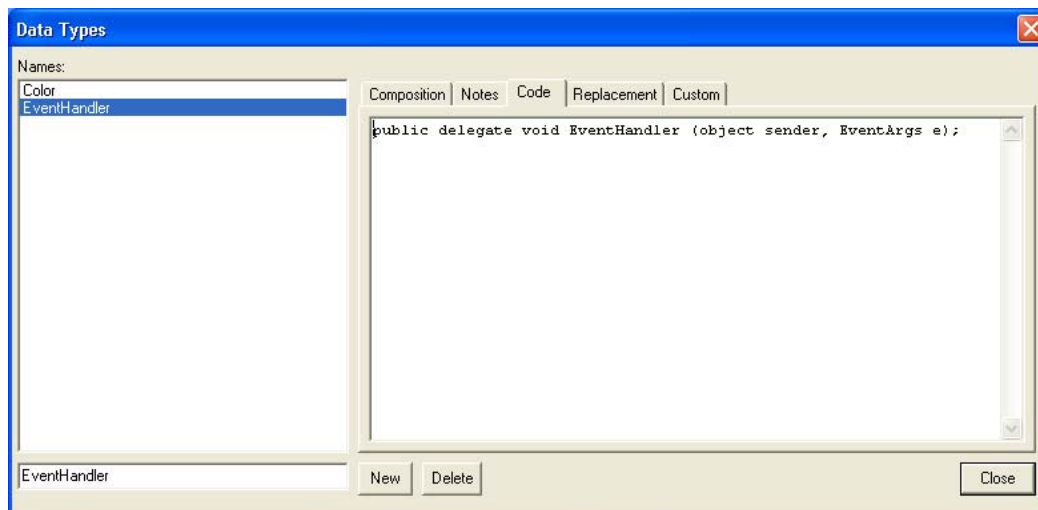 Data Types
Names:
Color
EventHandler
Composition Notes Code Replacement Custom
public delegate void EventHandler (object sender, EventArgs e);
EventHandler
New Delete Close